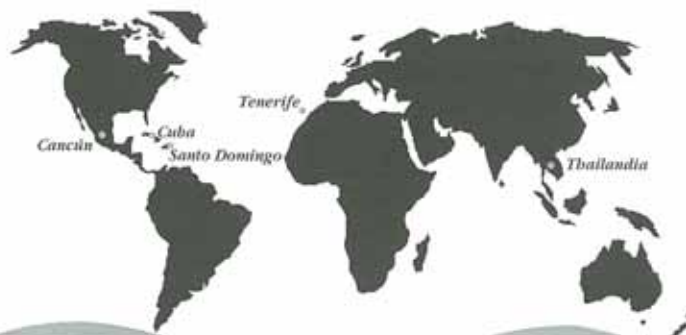 Tenerife
Cuba
Cancún
Santo Domingo
Thailandia